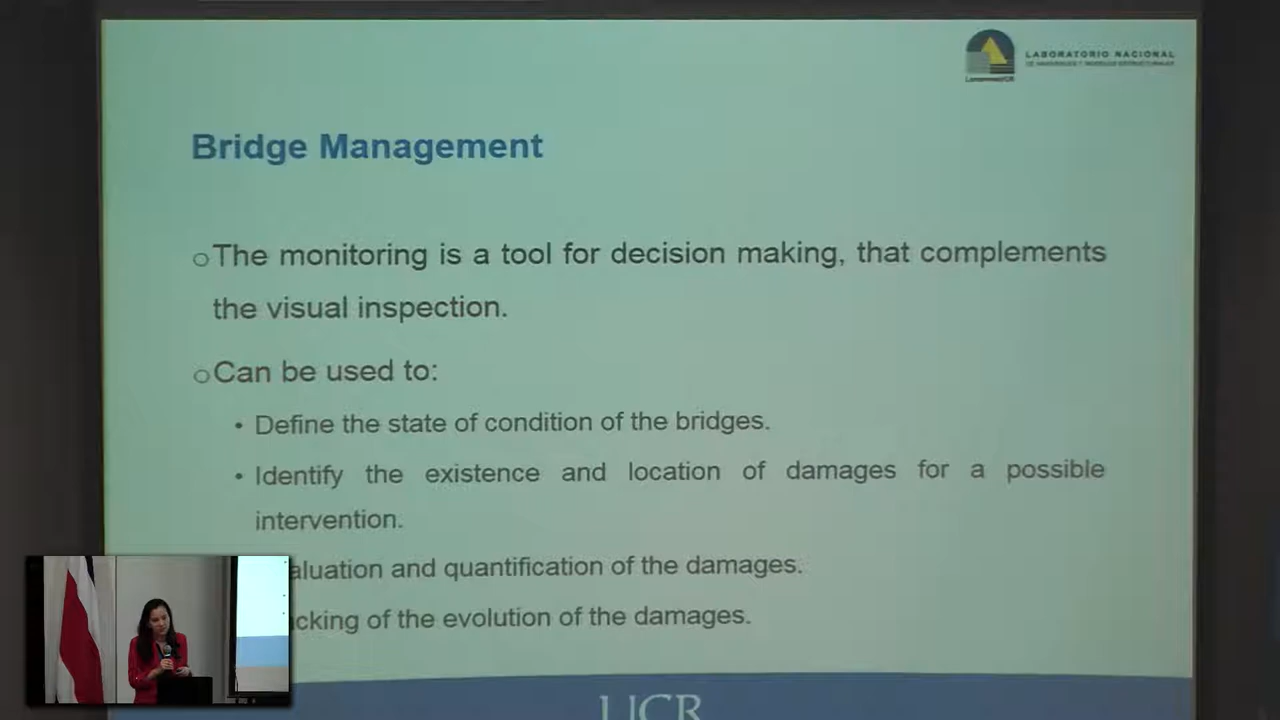 LABORATORIO NACIONAL
DE MATERIALES Y MODELOS ESTRUCTURALES
LanammeUCR
Bridge Management
The monitoring is a tool for decision making, that complements
the visual inspection.
Can be used to:
• Define the state of condition of the bridges.
• Identify the existence and location of damages for a possible
intervention.
aluation and quantification of the damages.
cking of the evolution of the damages.
UCR